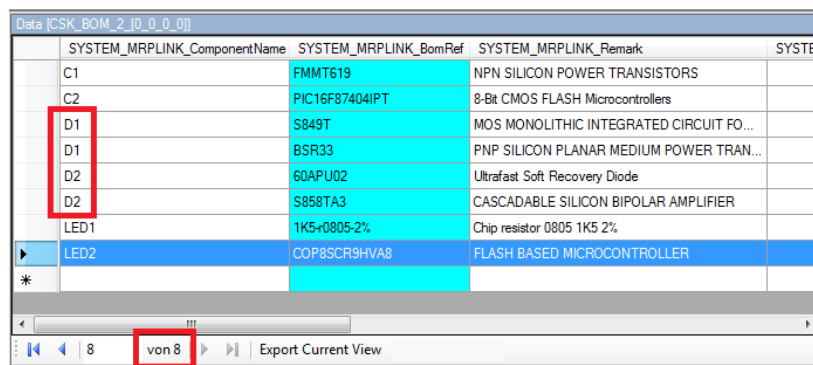 Data [CSK_BOM_2_[0_0_0_0]]
SYSTEM_MRPLINK_ComponentName SYSTEM_MRPLINK_BomRef SYSTEM_MRPLINK_Remark SYSTE
C1 FMMT619 NPN SILICON POWER TRANSISTORS
C2 PIC16F87404IPT 8-Bit CMOS FLASH Microcontrollers
D1 S849T MOS MONOLITHIC INTEGRATED CIRCUIT FO...
D1 BSR33 PNP SILICON PLANAR MEDIUM POWER TRAN...
D2 60APU02 Ultrafast Soft Recovery Diode
D2 S858TA3 CASCADABLE SILICON BIPOLAR AMPLIFIER
LED1 1K5-r0805-2% Chip resistor 0805 1K5 2%
LED2 COP8SCR9HVA8 FLASH BASED MICROCONTROLLER
8 von 8 Export Current View